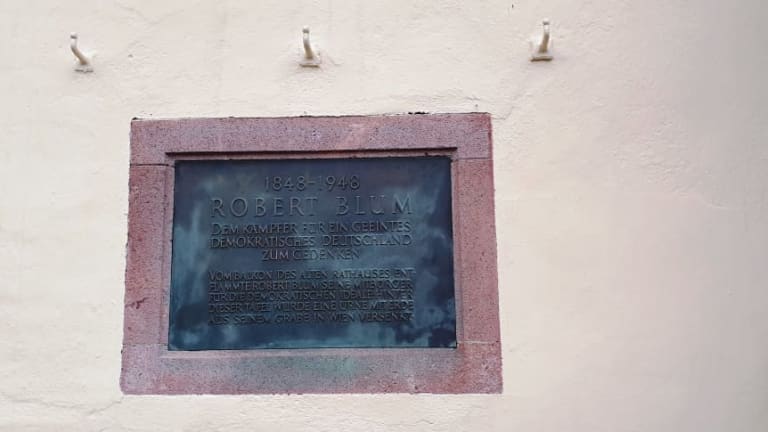 1848-1948
ROBERT BLUM
DEM KÄMPFER FÜR EIN GEEINTES
DEMOKRATISCHES DEUTSCHLAND
ZUM GEDENKEN
VOM BALKON DES ALTEN RATHAUSES ENT
FLAMMTE ROBERT BLUM SEINE MITBÜRGER
FÜR DIE DEMOKRATISCHEN IDEALE HINTER
DIESER TAFEL WURDE EINE URNE MIT ERDE
AUS SEINEM GRABE IN WIEN VERSENKT